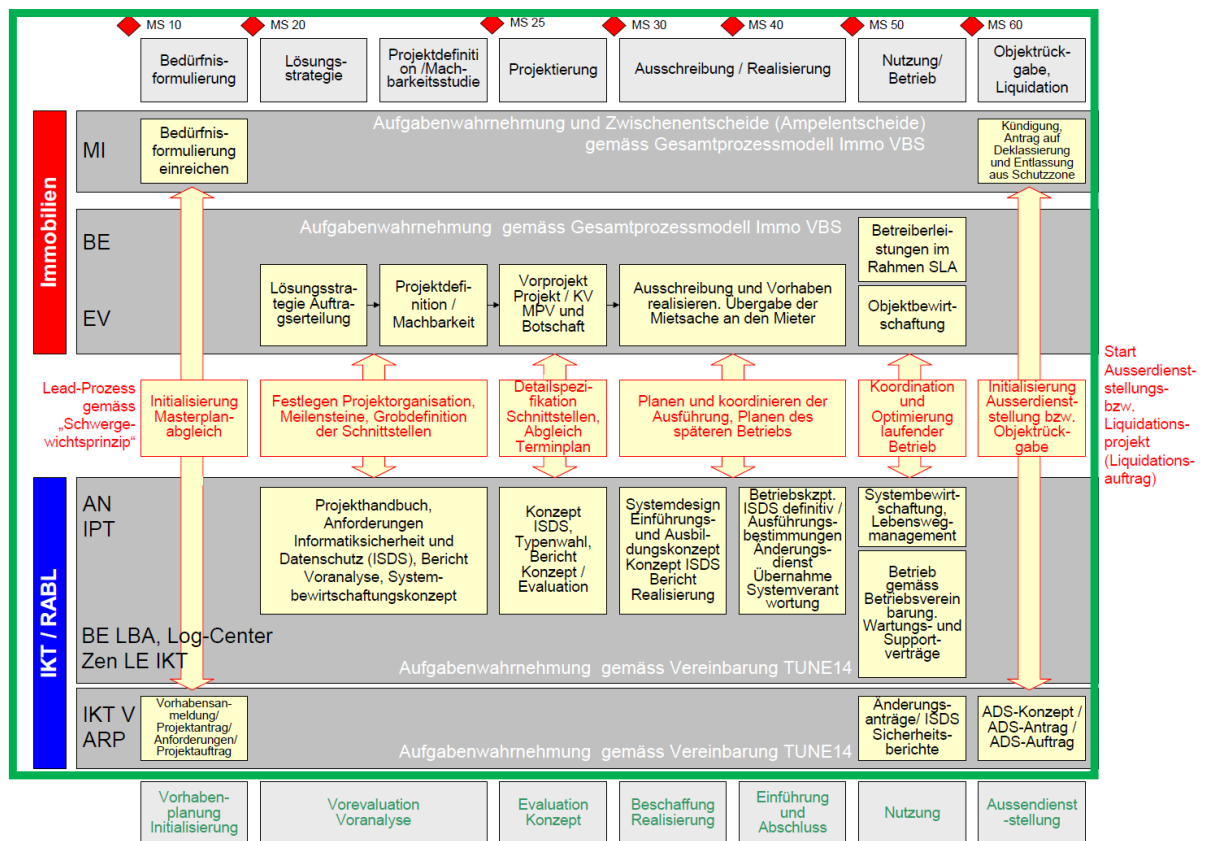 MS 10
MS 20
MS 25
MS 30
MS 40
MS 50
MS 60
Bedürfnis-
formulierung
Lösungs-
strategie
Projektdefiniti
on /Mach-
barkeitsstudie
Projektierung
Ausschreibung / Realisierung
Nutzung/
Betrieb
Objektrück-
gabe,
Liquidation
Immobilien
MI
Bedürfnis-
formulierung
einreichen
Aufgabenwahrnehmung und Zwischenentscheide (Ampelentscheide)
gemäss Gesamtprozessmodell Immo VBS
Kündigung,
Antrag auf
Deklassierung
und Entlassung
aus Schutzzone
BE
EV
Aufgabenwahrnehmung gemäss Gesamtprozessmodell Immo VBS
Lösungsstra-
tegie Auftra-
gserteilung
Projektdefi-
nition /
Machbarkeit
Vorprojekt
Projekt / KV
MPV und
Botschaft
Ausschreibung und Vorhaben
realisieren. Übergabe der
Mietsache an den Mieter
Betreiberlei-
stungen im
Rahmen SLA
Objektbewirt-
schaftung
Lead-Prozess
gemäss
„Schwerge-
wichtsprinzip“
Initialisierung
Masterplan-
abgleich
Festlegen Projektorganisation,
Meilensteine, Grobdefinition
der Schnittstellen
Detailspezi-
fikation
Schnittstellen,
Abgleich
Terminplan
Planen und koordinieren der
Ausführung, Planen des
späteren Betriebs
Koordination
und
Optimierung
laufender
Betrieb
Initialisierung
Ausserdienst-
stellung bzw.
Objektrück-
gabe
Start
Ausserdienst-
stellungs-
bzw.
Liquidations-
projekt
(Liquidations-
auftrag)
IKT / RABL
AN
IPT
BE LBA, Log-Center
Zen LE IKT
Projekthandbuch,
Anforderungen
Informatiksicherheit und
Datenschutz (ISDS), Bericht
Voranalyse, System-
bewirtschaftungskonzept
Konzept
ISDS,
Typenwahl,
Bericht
Konzept /
Evaluation
Systemdesign
Einführungs-
und Ausbil-
dungskonzept
Konzept ISDS
Bericht
Realisierung
Betriebskzpt.
ISDS definitiv /
Ausführungs-
bestimmungen
Änderungs-
dienst
Übernahme
Systemverant
wortung
Systembewirt-
schaftung,
Lebensweg-
management
Betrieb
gemäss
Betriebsverein
barung.
Wartungs- und
Support-
verträge
Aufgabenwahrnehmung gemäss Vereinbarung TUNE14
IKT V
ARP
Vorhabensan-
meldung/
Projektantrag/
Anforderungen/
Projektauftrag
Aufgabenwahrnehmung gemäss Vereinbarung TUNE14
Änderungs-
anträge/ ISDS
Sicherheits-
berichte
ADS-Konzept /
ADS-Antrag /
ADS-Auftrag
Vorhaben-
planung
Initialisierung
Vorevaluation
Voranalyse
Evaluation
Konzept
Beschaffung
Realisierung
Einführung
und
Abschluss
Nutzung
Aussendienst
-stellung